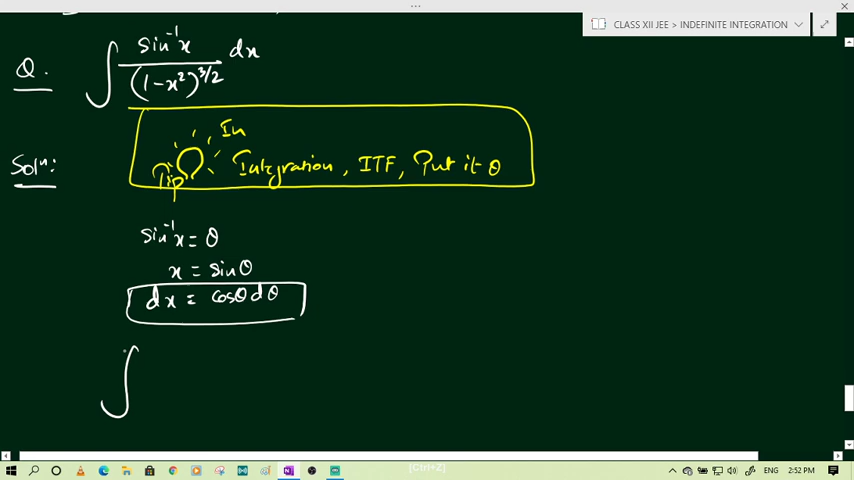 CLASS XII JEE > INDEFINITE INTEGRATION
Q. ∫ sin⁻¹x / (1-x²)^3/2 dx
Solⁿ:
Tip In
Integration, ITF, Put it θ
sin⁻¹x = θ
x = sinθ
dx = cosθ dθ
∫
[Ctrl+Z]
ENG 2:52 PM